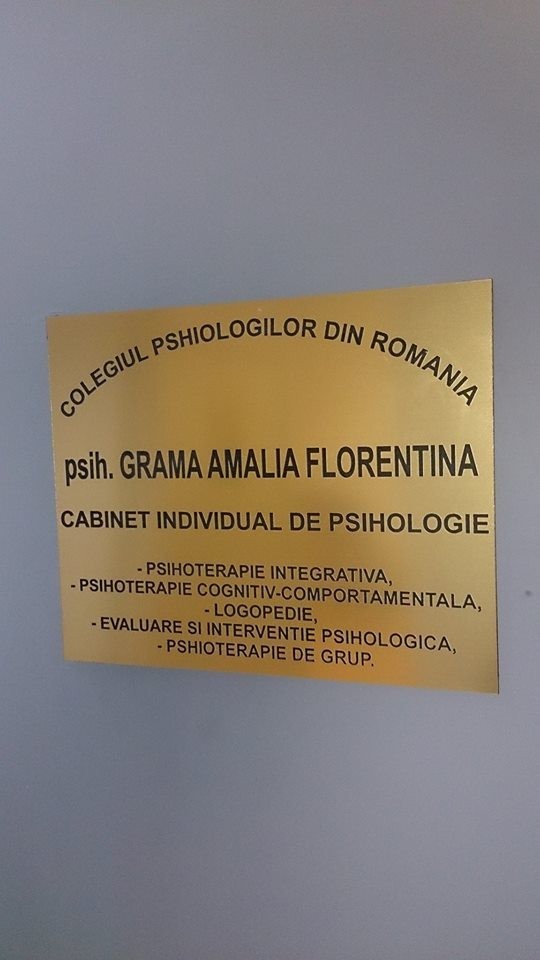 COLEGIUL PSHIOLOGILOR DIN ROMANIA
psih. GRAMA AMALIA FLORENTINA
CABINET INDIVIDUAL DE PSIHOLOGIE
- PSIHOTERAPIE INTEGRATIVA,
- PSIHOTERAPIE COGNITIV-COMPORTAMENTALA,
- LOGOPEDIE,
- EVALUARE SI INTERVENTIE PSIHOLOGICA,
- PSHIOTERAPIE DE GRUP.